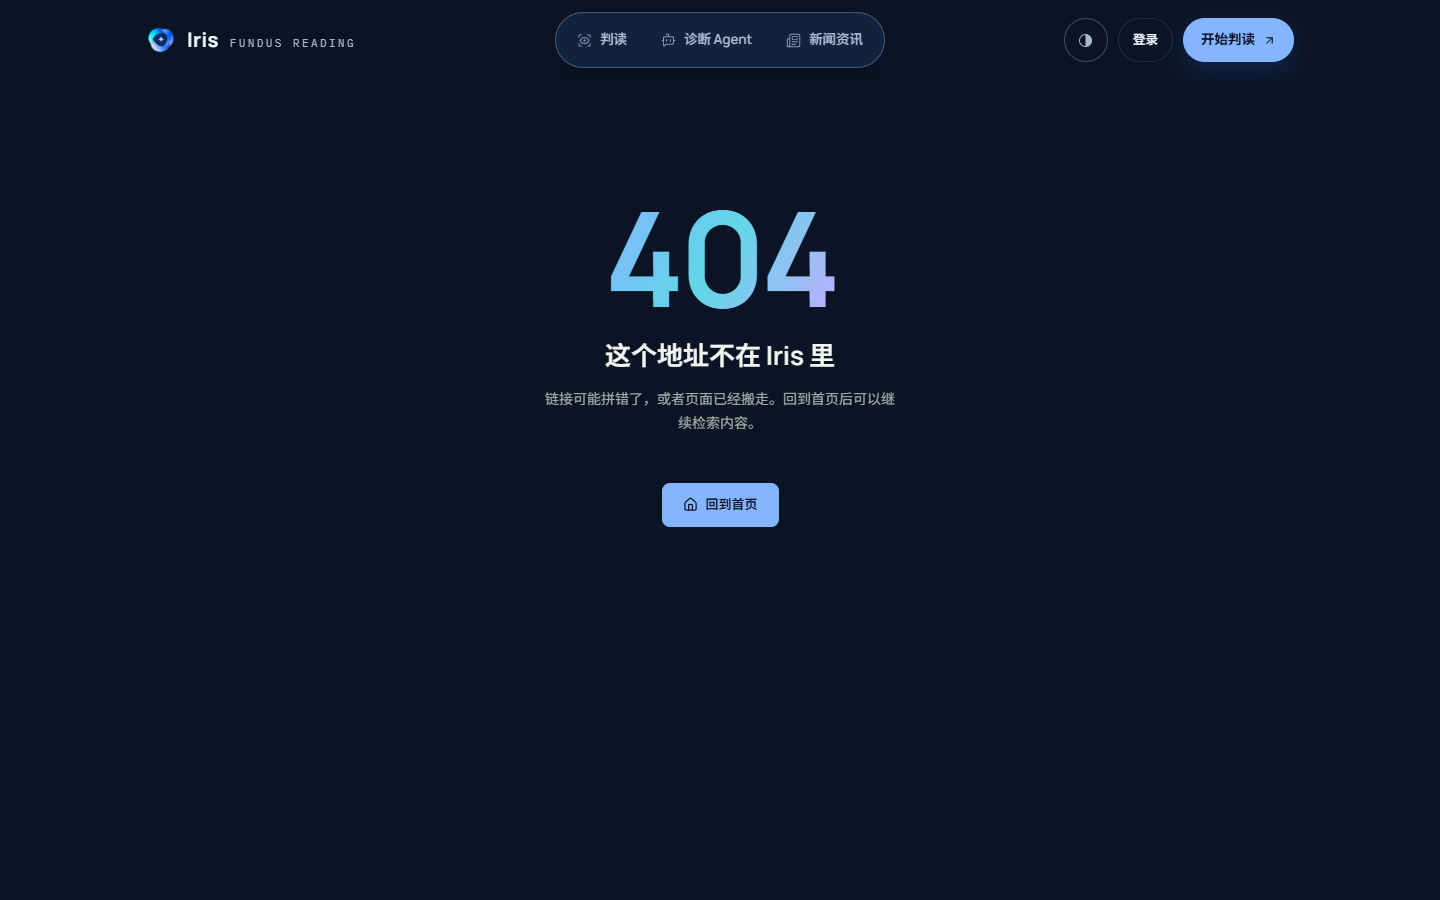 Iris FUNDUS READING
判读
诊断 Agent
新闻资讯
登录
开始判读
404
这个地址不在 Iris 里
链接可能拼错了，或者页面已经搬走。回到首页后可以继
续检索内容。
回到首页